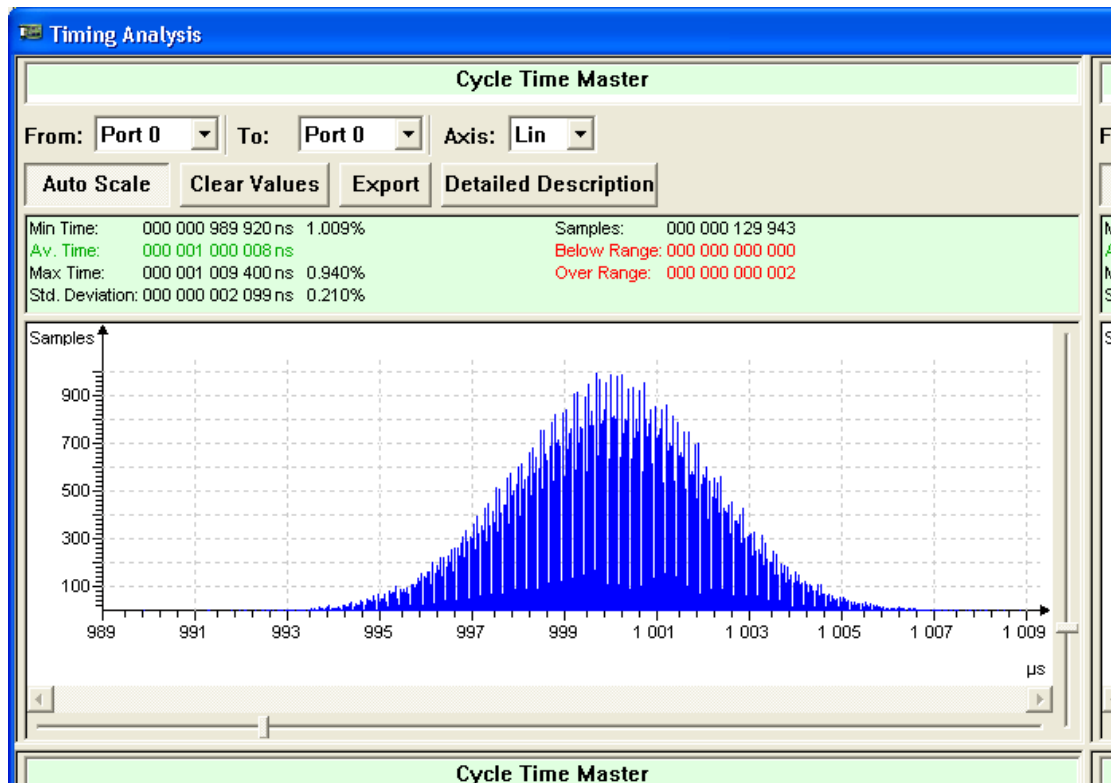 Timing Analysis
Cycle Time Master
From: Port 0 To: Port 0 Axis: Lin
Auto Scale Clear Values Export Detailed Description
Min Time: 000 000 989 920 ns 1.009% Samples: 000 000 129 943
Av. Time: 000 001 000 008 ns Below Range: 000 000 000 000
Max Time: 000 001 009 400 ns 0.940% Over Range: 000 000 000 002
Std. Deviation: 000 000 002 099 ns 0.210%
Samples
900
700
500
300
100
989 991 993 995 997 999 1 001 1 003 1 005 1 007 1 009
µs
Cycle Time Master